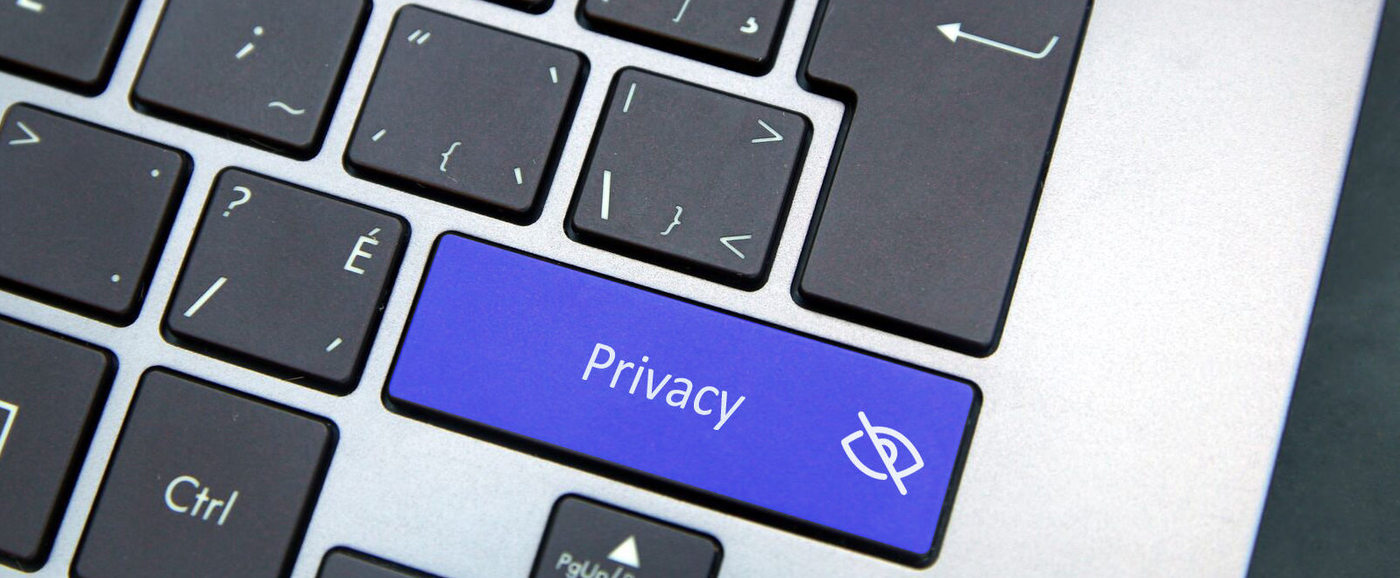 ; ~
" ` ' { `
| > \ } <
> . .
? É / ,
Privacy
Ctrl